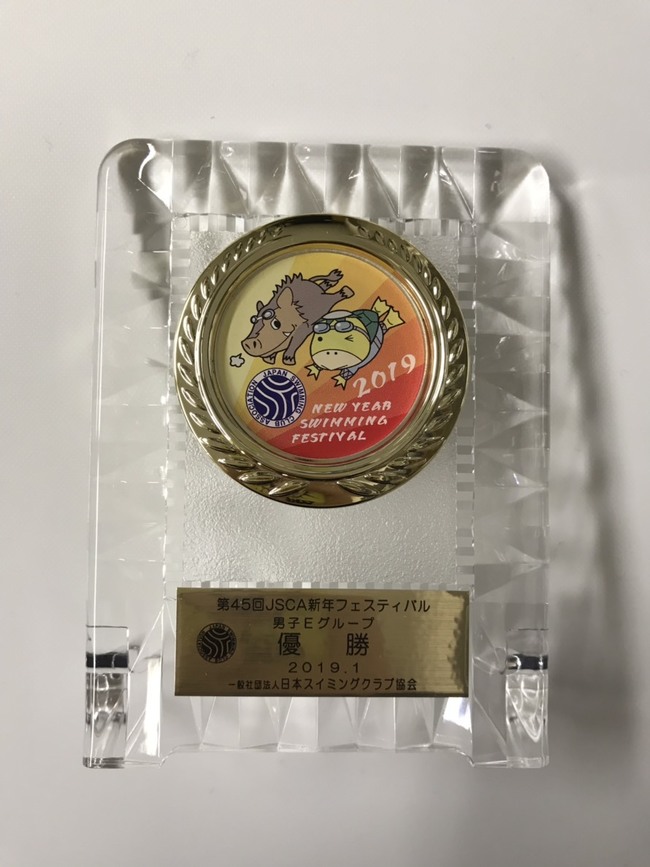 2019
NEW YEAR
SWIMMING
FESTIVAL
JAPAN SWIMMING CLUB ASSOCIATION
第45回JSCA新年フェスティバル
男子Eグループ
優勝
2019.1
一般社団法人日本スイミングクラブ協会